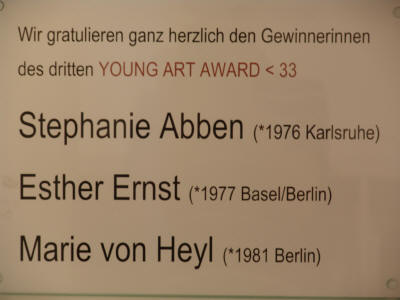 Wir gratulieren ganz herzlich den Gewinnerinnen
des dritten YOUNG ART AWARD < 33
Stephanie Abben (*1976 Karlsruhe)
Esther Ernst (*1977 Basel/Berlin)
Marie von Heyl (*1981 Berlin)